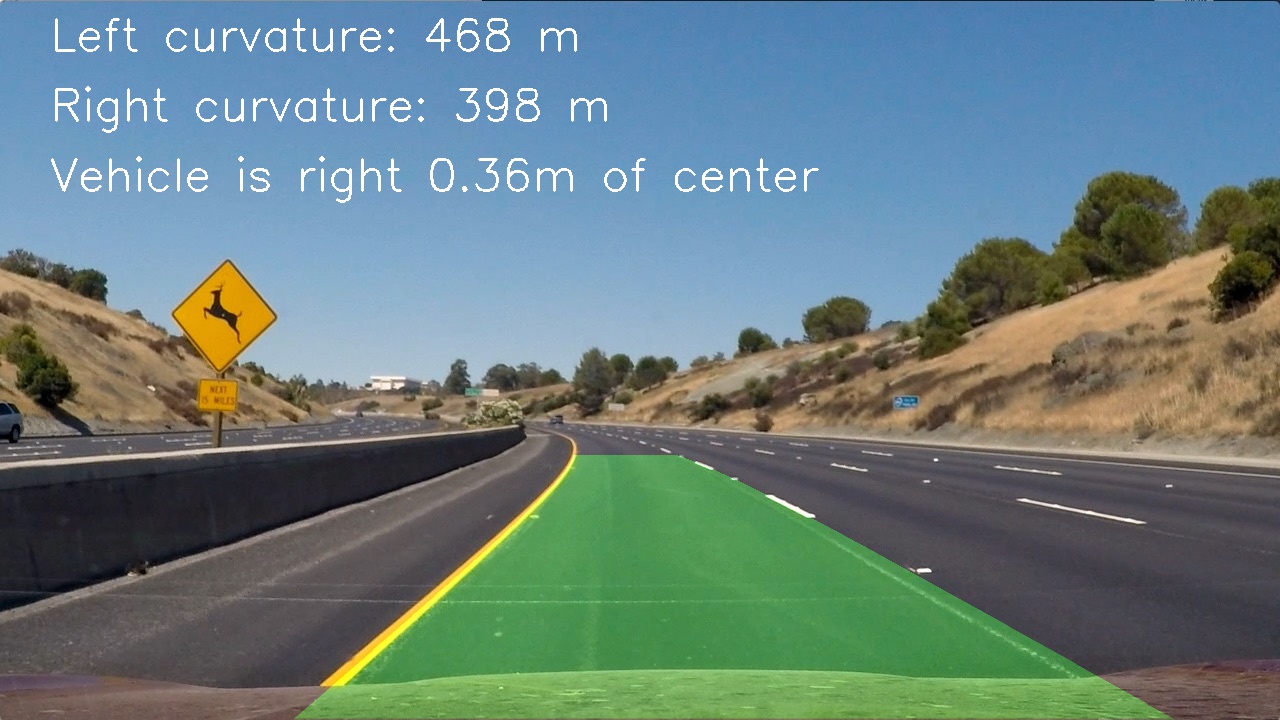 Left curvature: 468 m
Right curvature: 398 m
Vehicle is right 0.36m of center
NEXT
15 MILES